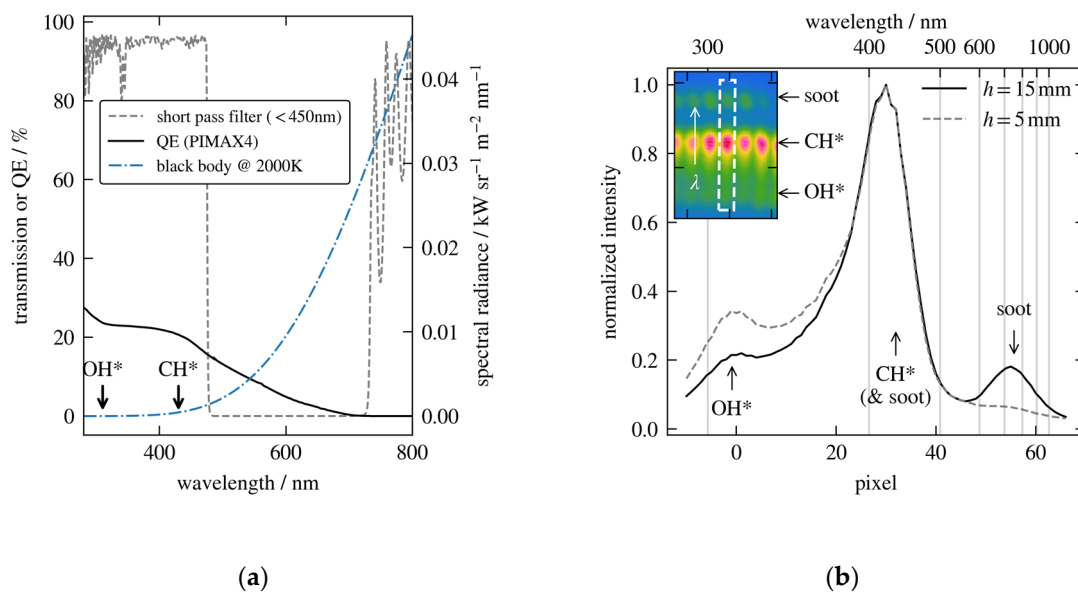 100
80
60
40
20
0
transmission or QE / %
short pass filter (<450nm)
QE (PIMAX4)
black body @ 2000K
OH*
CH*
0.04
0.03
0.02
0.01
0.00
spectral radiance / kW sr⁻¹ m⁻² nm⁻¹
400
600
800
wavelength / nm
(a)
wavelength / nm
300
400
500
600
1000
1.0
0.8
0.6
0.4
0.2
0.0
normalized intensity
soot
CH*
OH*
λ
h = 15 mm
h = 5 mm
soot
CH*
(& soot)
OH*
0
20
40
60
pixel
(b)